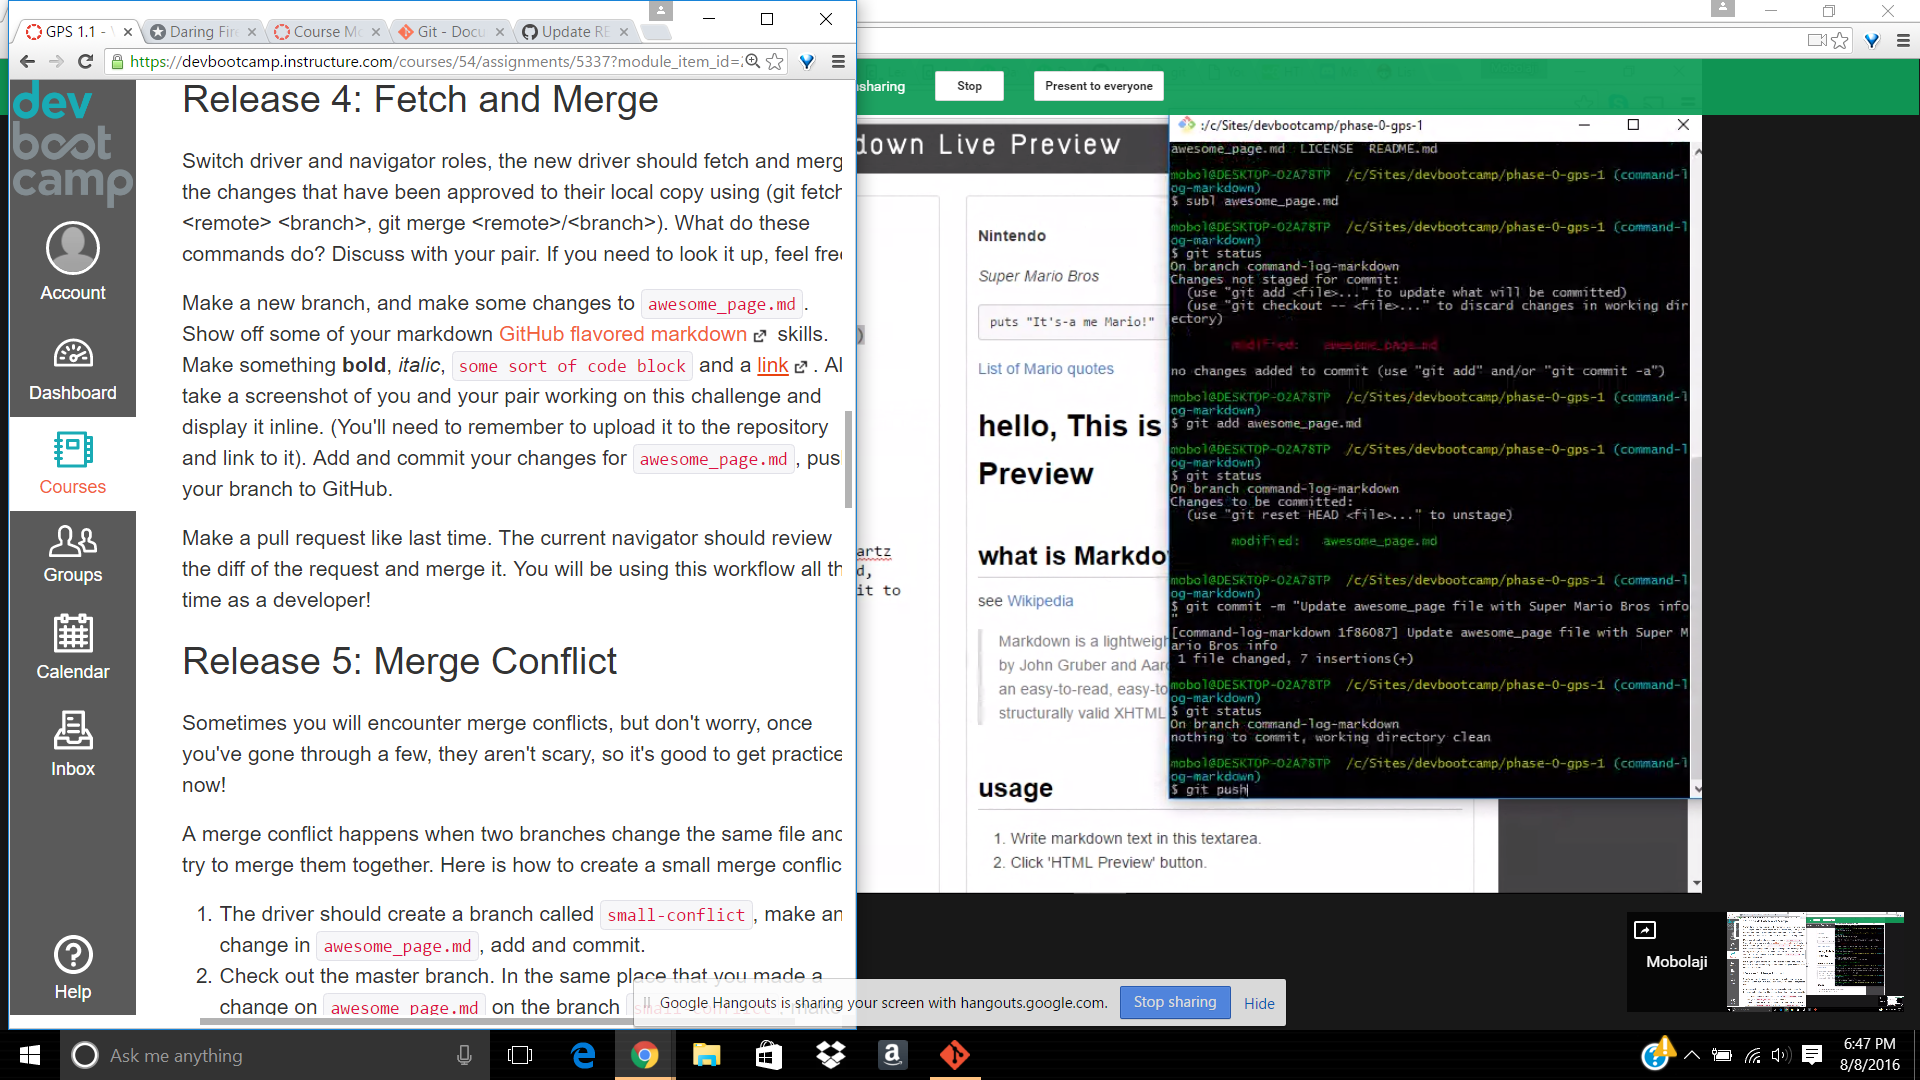 GPS 1.1 -
Daring Fir
Course Mo
Git - Docu
Update RE
https://devbootcamp.instructure.com/courses/54/assignments/5337?module_item_id=
dev
boot
camp
Account
Dashboard
Courses
Groups
Calendar
Inbox
Help
Release 4: Fetch and Merge
Switch driver and navigator roles, the new driver should fetch and merg
the changes that have been approved to their local copy using (git fetch
<remote> <branch>, git merge <remote>/<branch>). What do these
commands do? Discuss with your pair. If you need to look it up, feel free
Make a new branch, and make some changes to awesome_page.md .
Show off some of your markdown GitHub flavored markdown skills.
Make something bold, italic, some sort of code block and a link . Al
take a screenshot of you and your pair working on this challenge and
display it inline. (You'll need to remember to upload it to the repository
and link to it). Add and commit your changes for awesome_page.md , pus
your branch to GitHub.
Make a pull request like last time. The current navigator should review
the diff of the request and merge it. You will be using this workflow all th
time as a developer!
Release 5: Merge Conflict
Sometimes you will encounter merge conflicts, but don't worry, once
you've gone through a few, they aren't scary, so it's good to get practice
now!
A merge conflict happens when two branches change the same file and
try to merge them together. Here is how to create a small merge conflic
1. The driver should create a branch called small-conflict , make an
change in awesome_page.md , add and commit.
2. Check out the master branch. In the same place that you made a
change on awesome_page.md on the branch small-conflict , make
nsharing
Stop
Present to everyone
down Live Preview
)
artz
d,
it to
Nintendo
Super Mario Bros
puts "It's-a me Mario!"
List of Mario quotes
hello, This is
Preview
what is Markdo
see Wikipedia
Markdown is a lightweigh
by John Gruber and Aar
an easy-to-read, easy-to
structurally valid XHTML
usage
1. Write markdown text in this textarea.
2. Click 'HTML Preview' button.
:/c/Sites/devbootcamp/phase-0-gps-1
awesome_page.md LICENSE README.md
mobol@DESKTOP-O2A78TP /c/Sites/devbootcamp/phase-0-gps-1 (command-l
og-markdown)
$ subl awesome_page.md
mobol@DESKTOP-O2A78TP /c/Sites/devbootcamp/phase-0-gps-1 (command-l
og-markdown)
$ git status
On branch command-log-markdown
Changes not staged for commit:
(use "git add <file>..." to update what will be committed)
(use "git checkout -- <file>..." to discard changes in working dir
ectory)
modified: awesome_page.md
no changes added to commit (use "git add" and/or "git commit -a")
mobol@DESKTOP-O2A78TP /c/Sites/devbootcamp/phase-0-gps-1 (command-l
og-markdown)
$ git add awesome_page.md
mobol@DESKTOP-O2A78TP /c/Sites/devbootcamp/phase-0-gps-1 (command-l
og-markdown)
$ git status
On branch command-log-markdown
Changes to be committed:
(use "git reset HEAD <file>..." to unstage)
modified: awesome_page.md
mobol@DESKTOP-O2A78TP /c/Sites/devbootcamp/phase-0-gps-1 (command-l
og-markdown)
$ git commit -m "Update awesome_page file with Super Mario Bros info
"
[command-log-markdown 1f86087] Update awesome_page file with Super M
ario Bros info
1 file changed, 7 insertions(+)
mobol@DESKTOP-O2A78TP /c/Sites/devbootcamp/phase-0-gps-1 (command-l
og-markdown)
$ git status
On branch command-log-markdown
nothing to commit, working directory clean
mobol@DESKTOP-O2A78TP /c/Sites/devbootcamp/phase-0-gps-1 (command-l
og-markdown)
$ git push
Mobolaji
Google Hangouts is sharing your screen with hangouts.google.com.
Stop sharing
Hide
Ask me anything
6:47 PM
8/8/2016